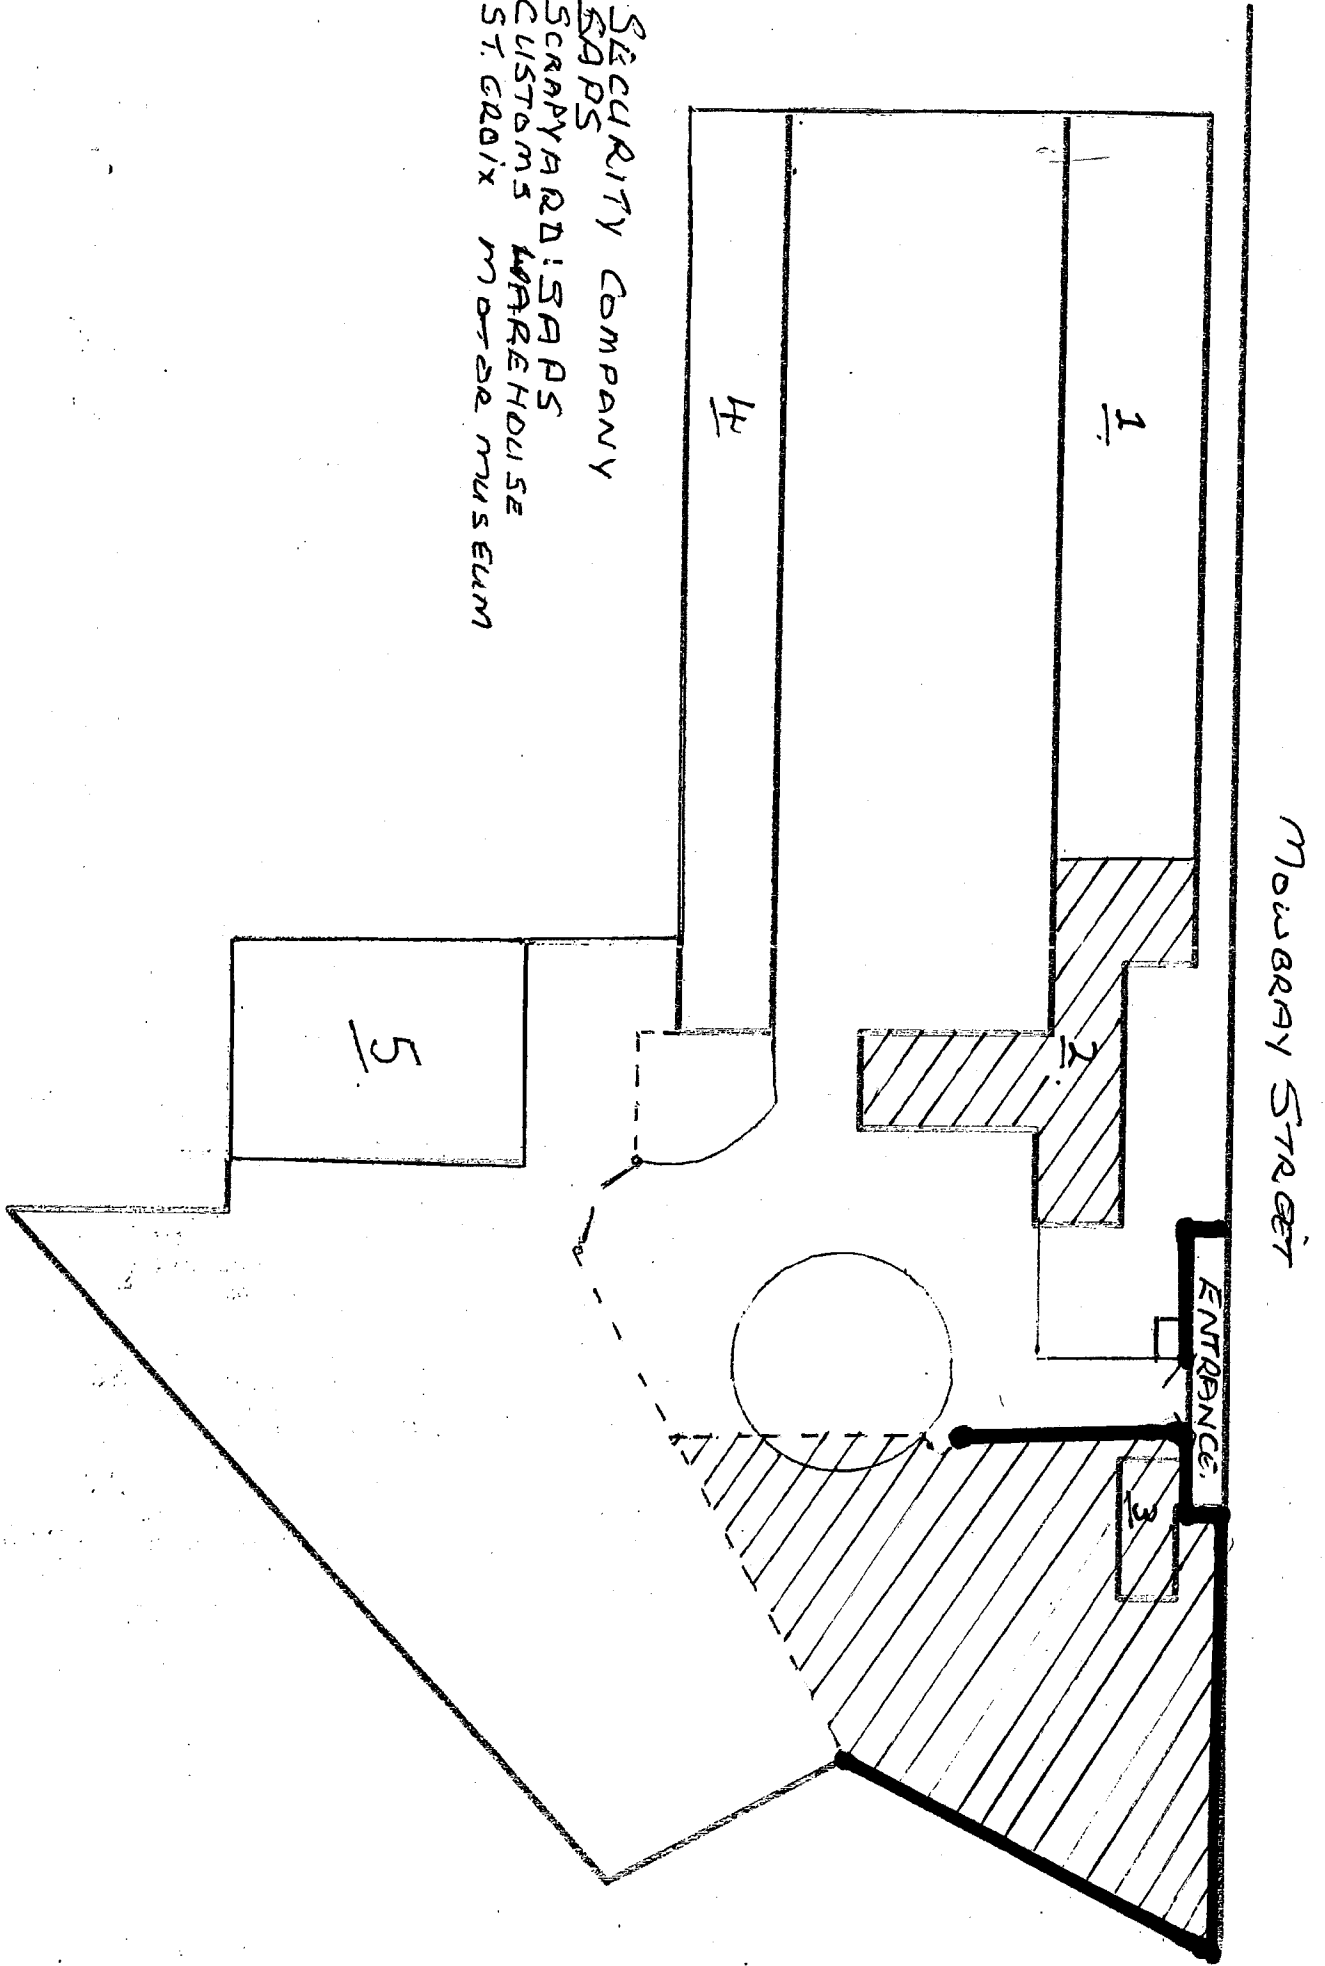 MOWBRAY STREET
ENTRANCE.
1.
2.
3
4
5.
SECURITY COMPANY
SAPS
SCRAPYARD: SAPS
CUSTOMS WAREHOUSE
ST. CROIX MOTOR MUSEUM